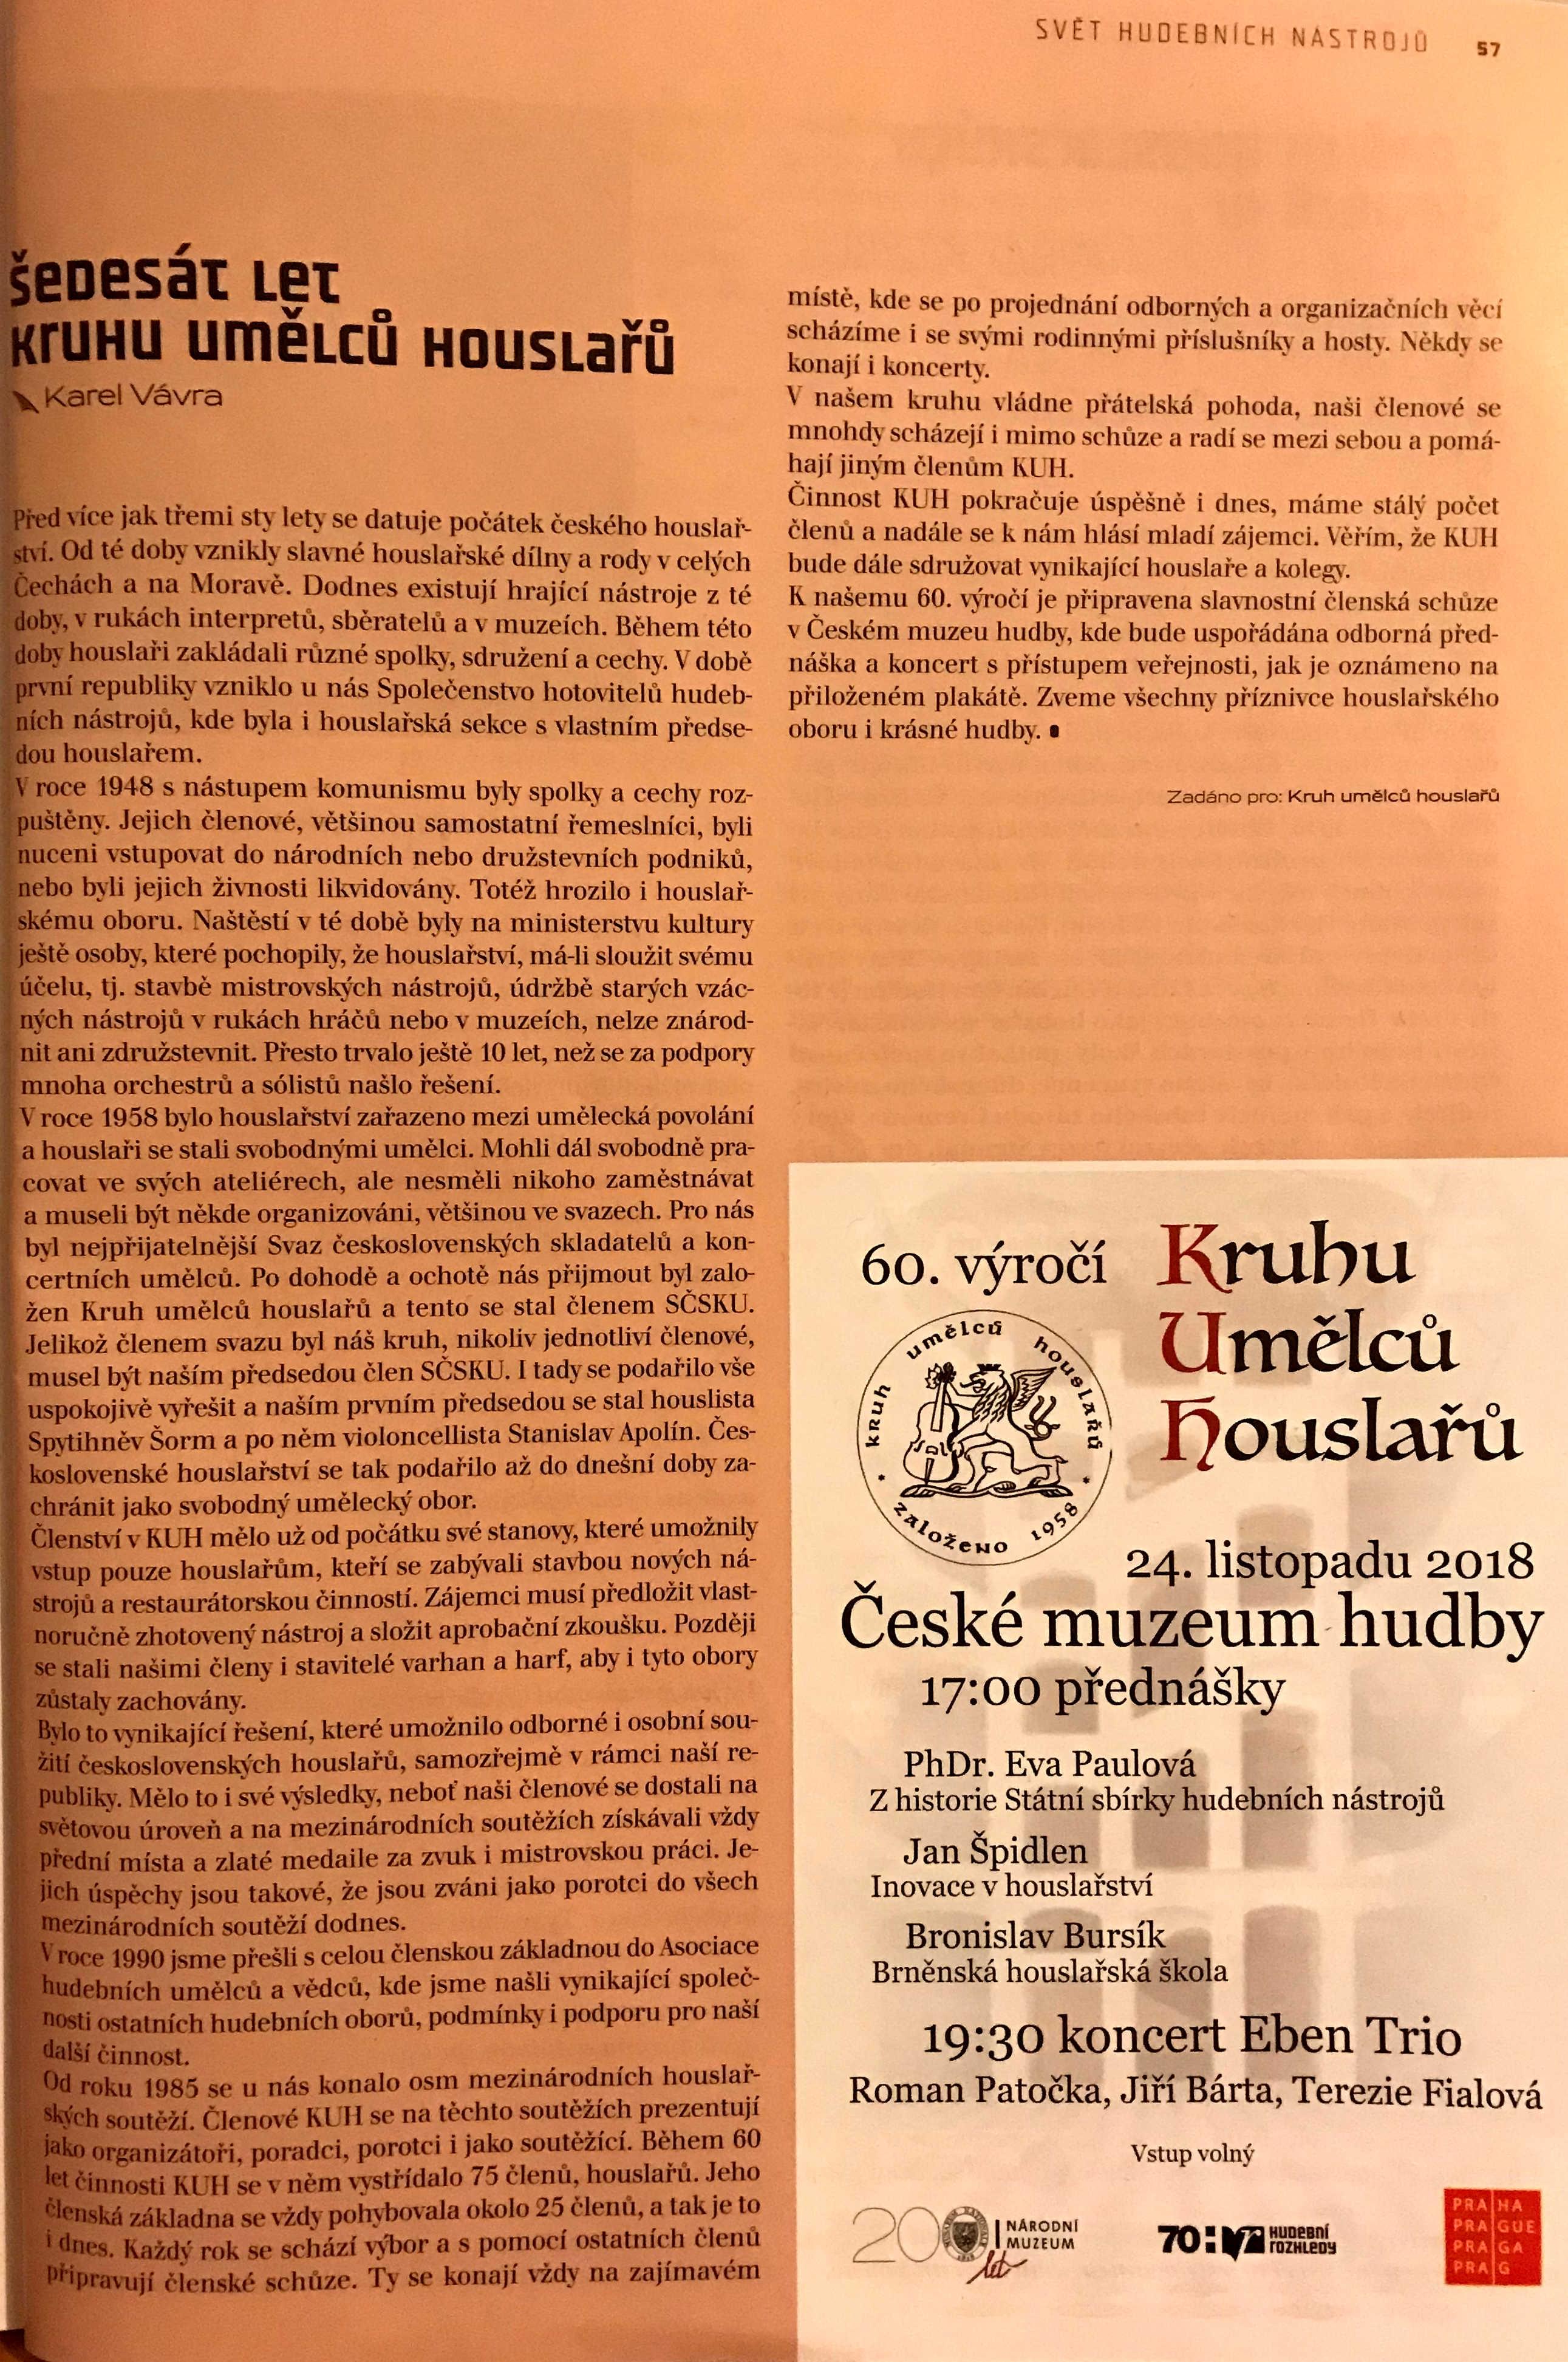 SVĚT HUDEBNÍCH NÁSTROJŮ 57
šedesát let
kruhu umělců houslařů
Karel Vávra
Před více jak třemi sty lety se datuje počátek českého houslař-
ství. Od té doby vznikly slavné houslařské dílny a rody v celých
Čechách a na Moravě. Dodnes existují hrající nástroje z té
doby, v rukách interpretů, sběratelů a v muzeích. Během této
doby houslaři zakládali různé spolky, sdružení a cechy. V době
první republiky vzniklo u nás Společenstvo hotovitelů hudeb-
ních nástrojů, kde byla i houslařská sekce s vlastním předse-
dou houslařem.
V roce 1948 s nástupem komunismu byly spolky a cechy roz-
puštěny. Jejich členové, většinou samostatní řemeslníci, byli
nuceni vstupovat do národních nebo družstevních podniků,
nebo byli jejich živnosti likvidovány. Totéž hrozilo i houslař-
skému oboru. Naštěstí v té době byly na ministerstvu kultury
ještě osoby, které pochopily, že houslařství, má-li sloužit svému
účelu, tj. stavbě mistrovských nástrojů, údržbě starých vzác-
ných nástrojů v rukách hráčů nebo v muzeích, nelze znárod-
nit ani združstevnit. Přesto trvalo ještě 10 let, než se za podpory
mnoha orchestrů a sólistů našlo řešení.
V roce 1958 bylo houslařství zařazeno mezi umělecká povolání
a houslaři se stali svobodnými umělci. Mohli dál svobodně pra-
covat ve svých ateliérech, ale nesměli nikoho zaměstnávat
a museli být někde organizováni, většinou ve svazech. Pro nás
byl nejpřijatelnější Svaz československých skladatelů a kon-
certních umělců. Po dohodě a ochotě nás přijmout byl zalo-
žen Kruh umělců houslařů a tento se stal členem SČSKU.
Jelikož členem svazu byl náš kruh, nikoliv jednotliví členové,
musel být naším předsedou člen SČSKU. I tady se podařilo vše
uspokojivě vyřešit a naším prvním předsedou se stal houslista
Spytihněv Šorm a po něm violoncellista Stanislav Apolín. Čes-
koslovenské houslařství se tak podařilo až do dnešní doby za-
chránit jako svobodný umělecký obor.
Členství v KUH mělo už od počátku své stanovy, které umožnily
vstup pouze houslařům, kteří se zabývali stavbou nových ná-
strojů a restaurátorskou činností. Zájemci musí předložit vlast-
noručně zhotovený nástroj a složit aprobační zkoušku. Později
se stali našimi členy i stavitelé varhan a harf, aby i tyto obory
zůstaly zachovány.
Bylo to vynikající řešení, které umožnilo odborné i osobní sou-
žití československých houslařů, samozřejmě v rámci naší re-
publiky. Mělo to i své výsledky, neboť naši členové se dostali na
světovou úroveň a na mezinárodních soutěžích získávali vždy
přední místa a zlaté medaile za zvuk i mistrovskou práci. Je-
jich úspěchy jsou takové, že jsou zváni jako porotci do všech
mezinárodních soutěží dodnes.
V roce 1990 jsme přešli s celou členskou základnou do Asociace
hudebních umělců a vědců, kde jsme našli vynikající společ-
nosti ostatních hudebních oborů, podmínky i podporu pro naší
další činnost.
Od roku 1985 se u nás konalo osm mezinárodních houslař-
ských soutěží. Členové KUH se na těchto soutěžích prezentují
jako organizátoři, poradci, porotci i jako soutěžící. Během 60
let činnosti KUH se v něm vystřídalo 75 členů, houslařů. Jeho
členská základna se vždy pohybovala okolo 25 členů, a tak je to
i dnes. Každý rok se schází výbor a s pomocí ostatních členů
připravují členské schůze. Ty se konají vždy na zajímavém
místě, kde se po projednání odborných a organizačních věcí
scházíme i se svými rodinnými příslušníky a hosty. Někdy se
konají i koncerty.
V našem kruhu vládne přátelská pohoda, naši členové se
mnohdy scházejí i mimo schůze a radí se mezi sebou a pomá-
hají jiným členům KUH.
Činnost KUH pokračuje úspěšně i dnes, máme stálý počet
členů a nadále se k nám hlásí mladí zájemci. Věřím, že KUH
bude dále sdružovat vynikající houslaře a kolegy.
K našemu 60. výročí je připravena slavnostní členská schůze
v Českém muzeu hudby, kde bude uspořádána odborná před-
náška a koncert s přístupem veřejnosti, jak je oznámeno na
přiloženém plakátě. Zveme všechny příznivce houslařského
oboru i krásné hudby.
Zadáno pro: Kruh umělců houslařů
60. výročí Kruhu
Umělců
Houslařů
kruh umělců houslařů
* založeno 1958 *
24. listopadu 2018
České muzeum hudby
17:00 přednášky
PhDr. Eva Paulová
Z historie Státní sbírky hudebních nástrojů
Jan Špidlen
Inovace v houslařství
Bronislav Bursík
Brněnská houslařská škola
19:30 koncert Eben Trio
Roman Patočka, Jiří Bárta, Terezie Fialová
Vstup volný
200 let
NÁRODNÍ
MUZEUM
70:
HUDEBNÍ
ROZHLEDY
PRA HA
PRA GUE
PRA GA
PRA G